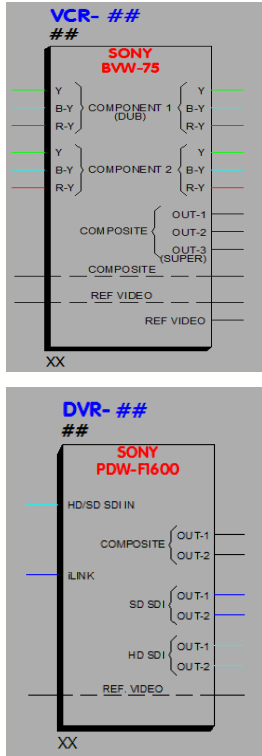 VCR- ##
##
SONY
BVW-75
Y Y
B-Y COMPONENT 1 B-Y
(DUB)
R-Y R-Y
Y Y
B-Y COMPONENT 2 B-Y
R-Y R-Y
OUT-1
COMPOSITE OUT-2
OUT-3
(SUPER)
COMPOSITE
REF VIDEO
REF VIDEO
XX
DVR- ##
##
SONY
PDW-F1600
HD/SD SDI IN
OUT-1
COMPOSITE
OUT-2
iLINK
OUT-1
SD SDI
OUT-2
OUT-1
HD SDI
OUT-2
REF. VIDEO
XX